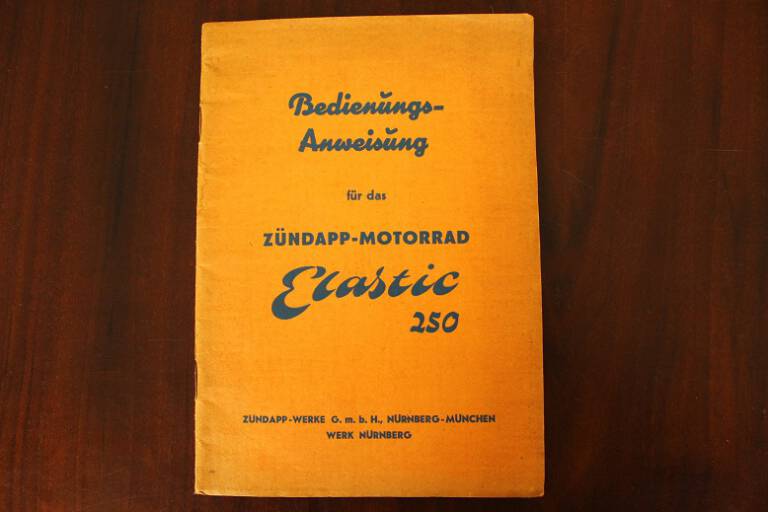 Bedienungs-
Anweisung
für das
ZÜNDAPP-MOTORRAD
Elastic
250
ZÜNDAPP-WERKE G. m. b. H., NÜRNBERG-MÜNCHEN
WERK NÜRNBERG